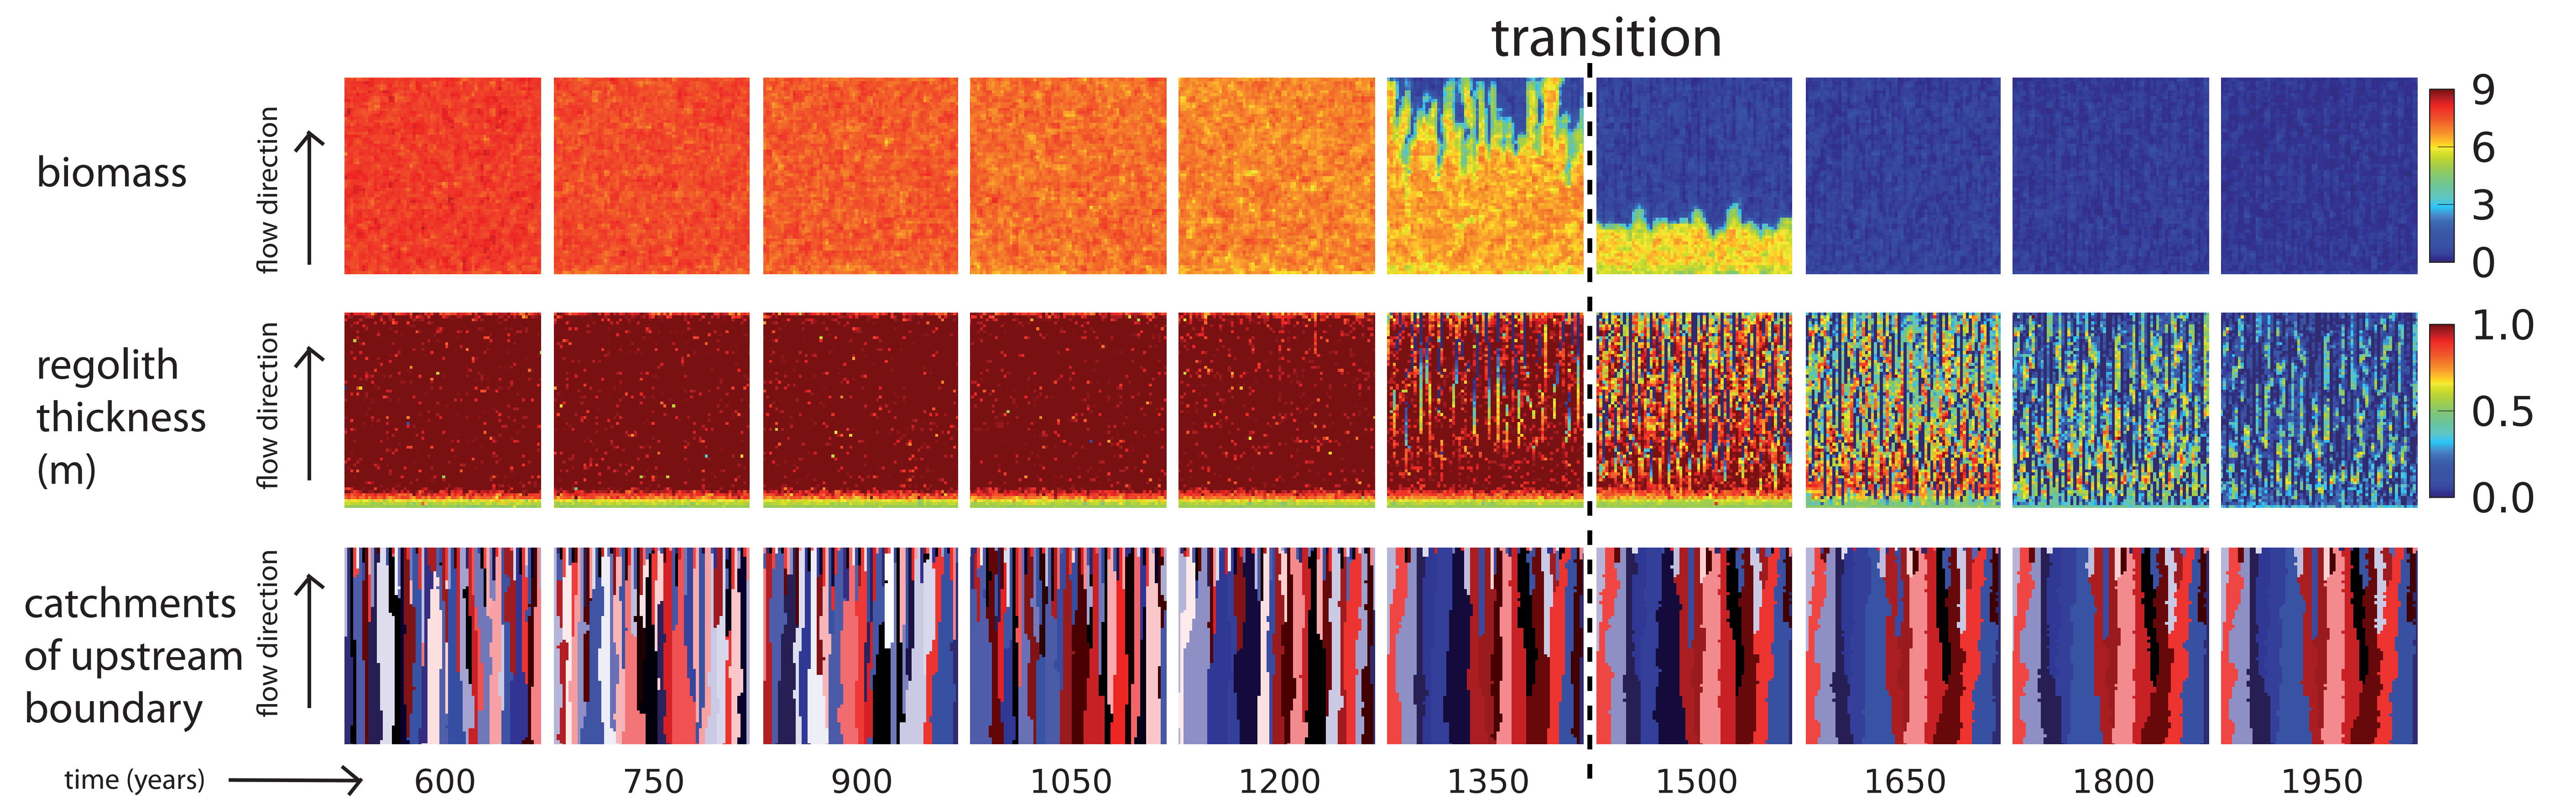 transition
biomass
flow direction
9
6
3
0
regolith
thickness
(m)
flow direction
1.0
0.5
0.0
catchments
of upstream
boundary
flow direction
time (years)
600 750 900 1050 1200 1350 1500 1650 1800 1950